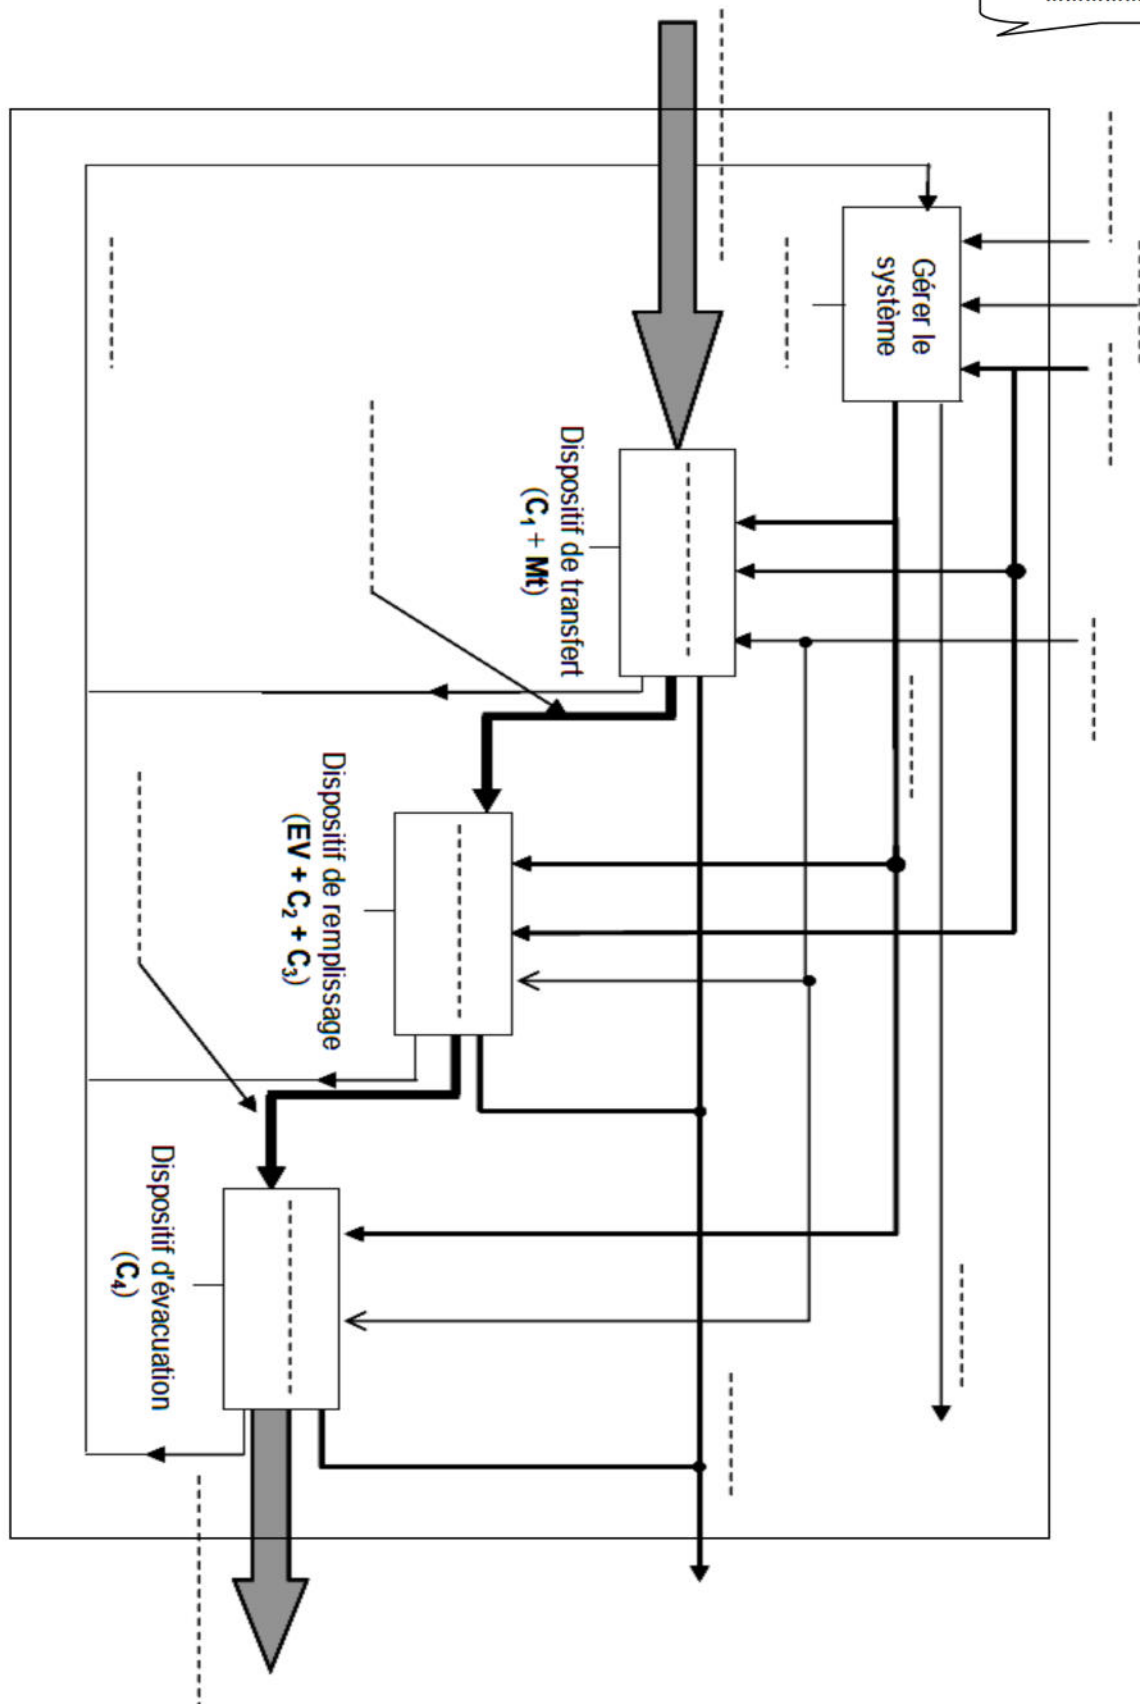 Gérer le
système
Dispositif de transfert
(C₁ + Mt)
Dispositif de remplissage
(EV + C₂ + C₃)
Dispositif d'évacuation
(C₄)